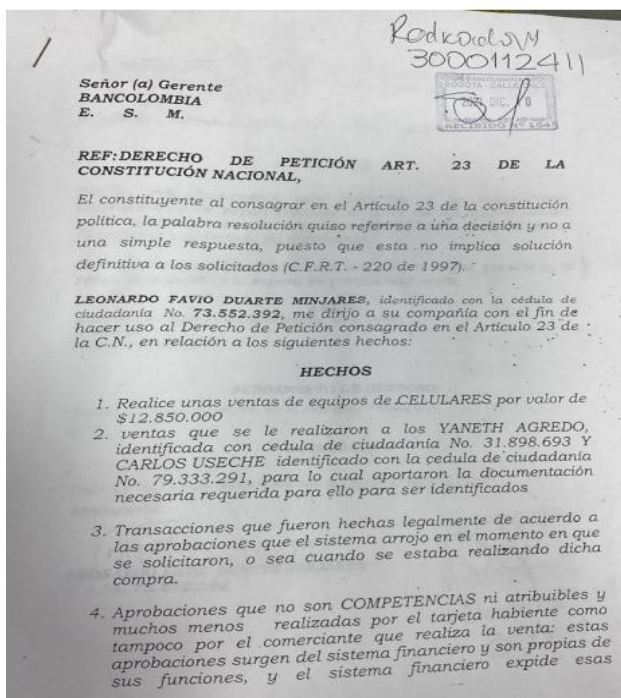 3000112411
Señor (a) Gerente
BANCOLOMBIA
E. S. M.
DIC.
RECIBIDO Nº 154
REF: DERECHO DE PETICIÓN ART. 23 DE LA
CONSTITUCIÓN NACIONAL,
El constituyente al consagrar en el Artículo 23 de la constitución
política, la palabra resolución quiso referirse a una decisión y no a
una simple respuesta, puesto que esta no implica solución
definitiva a los solicitados (C.F.R.T. - 220 de 1997).
LEONARDO FAVIO DUARTE MINJARES, identificado con la cédula de
ciudadanía No. 73.552.392, me dirijo a su compañía con el fin de
hacer uso al Derecho de Petición consagrado en el Artículo 23 de
la C.N., en relación a los siguientes hechos:
HECHOS
1. Realice unas ventas de equipos de CELULARES por valor de
$12.850.000
2. ventas que se le realizaron a los YANETH AGREDO,
identificada con cedula de ciudadanía No. 31.898.693 Y
CARLOS USECHE identificado con la cedula de ciudadanía
No. 79.333.291, para lo cual aportaron la documentación
necesaria requerida para ello para ser identificados
3. Transacciones que fueron hechas legalmente de acuerdo a
las aprobaciones que el sistema arrojo en el momento en que
se solicitaron, o sea cuando se estaba realizando dicha
compra.
4. Aprobaciones que no son COMPETENCIAS ni atribuibles y
muchos menos realizadas por el tarjeta habiente como
tampoco por el comerciante que realiza la venta: estas
aprobaciones surgen del sistema financiero y son propias de
sus funciones, y el sistema financiero expide esas